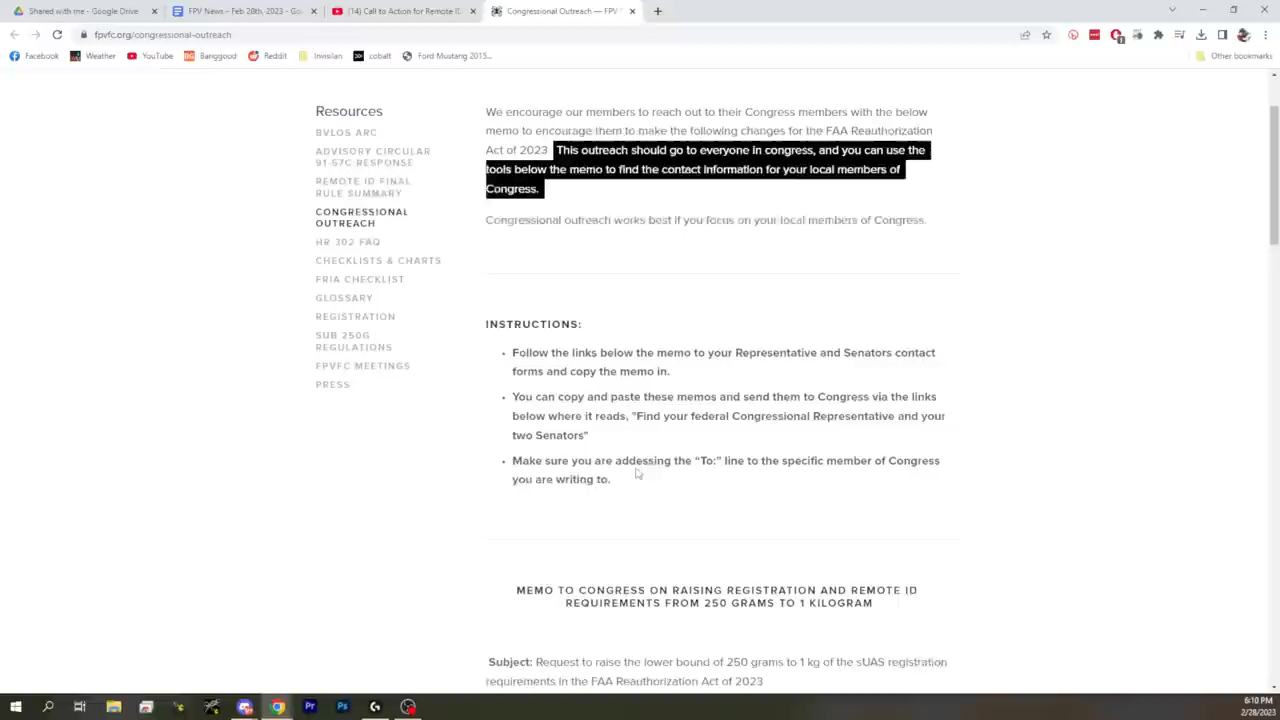 Shared with me - Google Drive
FPV News - Feb 28th, 2023 - Go
(14) Call to Action for Remote ID
Congressional Outreach — FPV
fpvfc.org/congressional-outreach
Facebook
Weather
YouTube
Banggood
Reddit
Invisilan
cobalt
Ford Mustang 2015...
Other bookmarks
Resources
BVLOS ARC
ADVISORY CIRCULAR
91-57C RESPONSE
REMOTE ID FINAL
RULE SUMMARY
CONGRESSIONAL
OUTREACH
HR 302 FAQ
CHECKLISTS & CHARTS
FRIA CHECKLIST
GLOSSARY
REGISTRATION
SUB 250G
REGULATIONS
FPVFC MEETINGS
PRESS
We encourage our members to reach out to their Congress members with the below
memo to encourage them to make the following changes for the FAA Reauthorization
Act of 2023 This outreach should go to everyone in congress, and you can use the
tools below the memo to find the contact information for your local members of
Congress.
Congressional outreach works best if you focus on your local members of Congress.
INSTRUCTIONS:
• Follow the links below the memo to your Representative and Senators contact
forms and copy the memo in.
• You can copy and paste these memos and send them to Congress via the links
below where it reads, "Find your federal Congressional Representative and your
two Senators"
• Make sure you are addessing the “To:” line to the specific member of Congress
you are writing to.
MEMO TO CONGRESS ON RAISING REGISTRATION AND REMOTE ID
REQUIREMENTS FROM 250 GRAMS TO 1 KILOGRAM
Subject: Request to raise the lower bound of 250 grams to 1 kg of the sUAS registration
requirements in the FAA Reauthorization Act of 2023
6:10 PM
2/28/2023